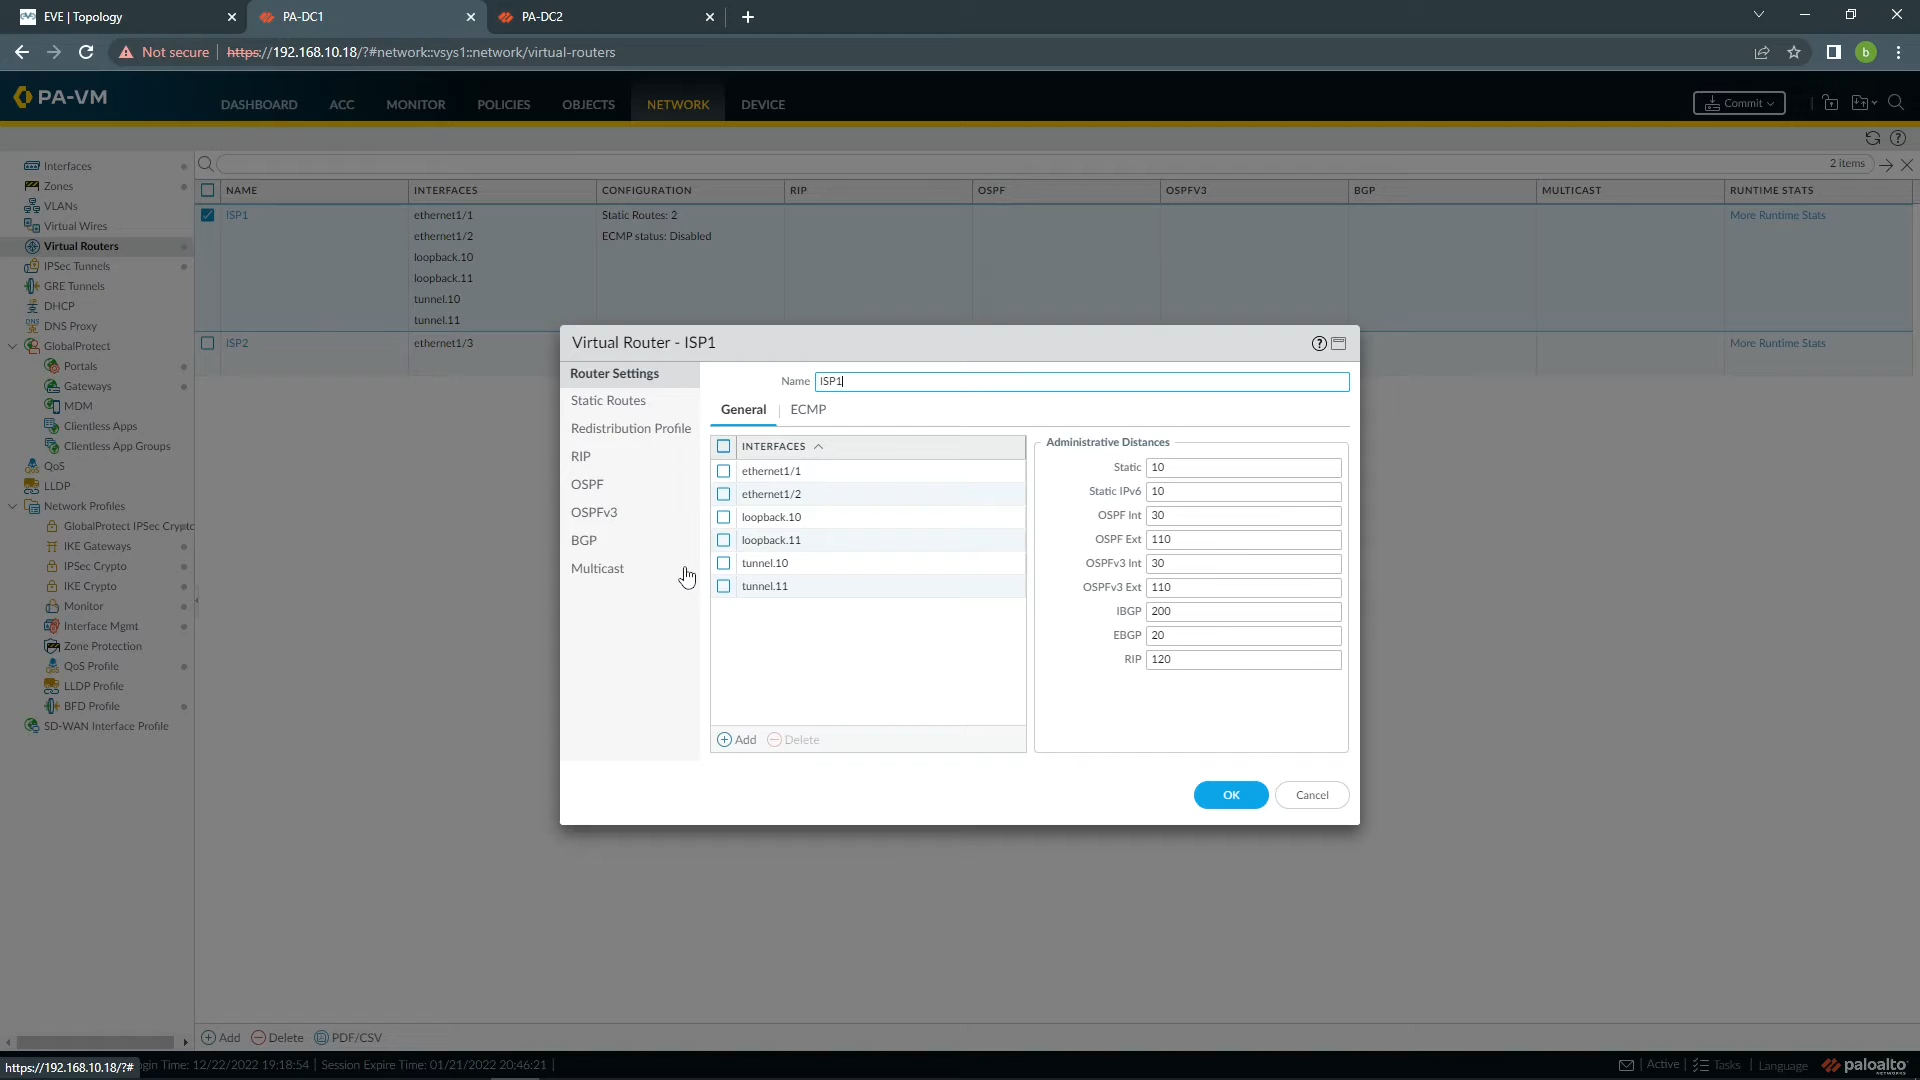 EVE | Topology
PA-DC1
PA-DC2
Not secure
https://192.168.10.18/?#network::vsys1::network/virtual-routers
b
PA-VM
DASHBOARD ACC MONITOR POLICIES OBJECTS NETWORK DEVICE
Commit
2 items
Interfaces
Zones
VLANs
Virtual Wires
Virtual Routers
IPSec Tunnels
GRE Tunnels
DHCP
DNS Proxy
GlobalProtect
Portals
Gateways
MDM
Clientless Apps
Clientless App Groups
QoS
LLDP
Network Profiles
GlobalProtect IPSec Crypto
IKE Gateways
IPSec Crypto
IKE Crypto
Monitor
Interface Mgmt
Zone Protection
QoS Profile
LLDP Profile
BFD Profile
SD-WAN Interface Profile
NAME INTERFACES CONFIGURATION RIP OSPF OSPFV3 BGP MULTICAST RUNTIME STATS
ISP1 ethernet1/1 Static Routes: 2 More Runtime Stats
ethernet1/2 ECMP status: Disabled
loopback.10
loopback.11
tunnel.10
tunnel.11
ISP2 ethernet1/3 More Runtime Stats
Virtual Router - ISP1
Router Settings
Static Routes
Redistribution Profile
RIP
OSPF
OSPFv3
BGP
Multicast
Name ISP1
General ECMP
INTERFACES
ethernet1/1
ethernet1/2
loopback.10
loopback.11
tunnel.10
tunnel.11
Add Delete
Administrative Distances
Static 10
Static IPv6 10
OSPF Int 30
OSPF Ext 110
OSPFv3 Int 30
OSPFv3 Ext 110
IBGP 200
EBGP 20
RIP 120
OK Cancel
Add Delete PDF/CSV
https://192.168.10.18/?#
Time: 12/22/2022 19:18:54 | Session Expire Time: 01/21/2022 20:46:21
Active Tasks Language
paloalto
NETWORKS